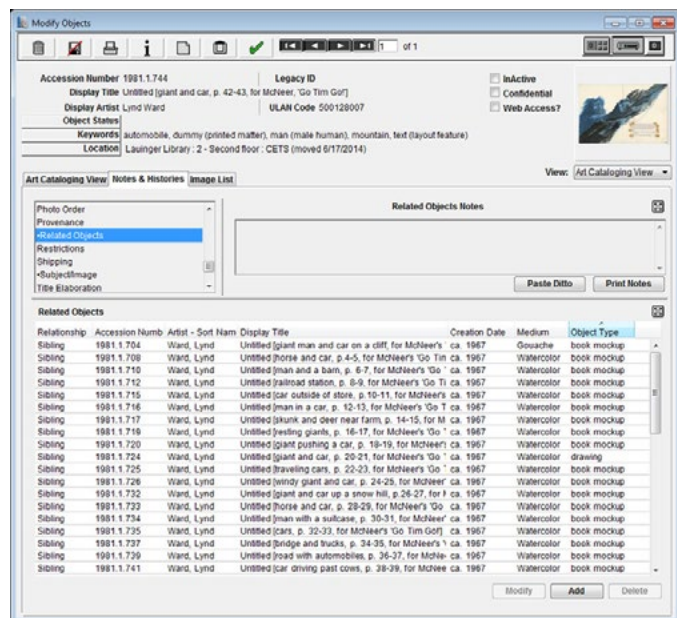 Modify Objects
i 1 of 1
Accession Number 1981.1.744 Legacy ID InActive
Display Title Untitled [giant and car, p. 42-43, for McNeer, 'Go Tim Go!'] Confidential
Display Artist Lynd Ward ULAN Code 500128007 Web Access?
Object Status
Keywords automobile, dummy (printed matter), man (male human), mountain, text (layout feature)
Location Lauinger Library : 2 - Second floor : CETS (moved 6/17/2014)
View: Art Cataloging View
Art Cataloging View Notes & Histories Image List
Photo Order
Provenance
•Related Objects
Restrictions
Shipping
•Subject/Image
Title Elaboration
Related Objects Notes
Paste Ditto Print Notes
Related Objects
Relationship Accession Numb Artist - Sort Nam Display Title Creation Date Medium Object Type
Sibling 1981.1.704 Ward, Lynd Untitled [giant man and car on a cliff, for McNeer's ca. 1967 Gouache book mockup
Sibling 1981.1.708 Ward, Lynd Untitled [horse and car, p.4-5, for McNeer's 'Go Tim ca. 1967 Watercolor book mockup
Sibling 1981.1.710 Ward, Lynd Untitled [man and a barn, p. 6-7, for McNeer's 'Go ca. 1967 Watercolor book mockup
Sibling 1981.1.712 Ward, Lynd Untitled [railroad station, p. 8-9, for McNeer's 'Go Ti ca. 1967 Watercolor book mockup
Sibling 1981.1.715 Ward, Lynd Untitled [car outside of store, p.10-11, for McNeer's ca. 1967 Watercolor book mockup
Sibling 1981.1.716 Ward, Lynd Untitled [man in a car, p. 12-13, for McNeer's 'Go T ca. 1967 Watercolor book mockup
Sibling 1981.1.717 Ward, Lynd Untitled [skunk and deer near farm, p. 14-15, for M ca. 1967 Watercolor book mockup
Sibling 1981.1.719 Ward, Lynd Untitled [resting giants, p. 16-17, for McNeer's 'Go ca. 1967 Watercolor book mockup
Sibling 1981.1.720 Ward, Lynd Untitled [giant pushing a car, p. 18-19, for McNeer's ca. 1967 Watercolor book mockup
Sibling 1981.1.724 Ward, Lynd Untitled [giant and car, p. 20-21, for McNeer's 'Go ca. 1967 Watercolor drawing
Sibling 1981.1.725 Ward, Lynd Untitled [traveling cars, p. 22-23, for McNeer's 'Go ca. 1967 Watercolor book mockup
Sibling 1981.1.726 Ward, Lynd Untitled [windy giant and car, p. 24-25, for McNeer' ca. 1967 Watercolor book mockup
Sibling 1981.1.732 Ward, Lynd Untitled [giant and car up a snow hill, p.26-27, for ca. 1967 Watercolor book mockup
Sibling 1981.1.733 Ward, Lynd Untitled [horse and car, p. 28-29, for McNeer's 'Go ca. 1967 Watercolor book mockup
Sibling 1981.1.734 Ward, Lynd Untitled [man with a suitcase, p. 30-31, for McNeer' ca. 1967 Watercolor book mockup
Sibling 1981.1.735 Ward, Lynd Untitled [cars, p. 32-33, for McNeer's 'Go Tim Go!'] ca. 1967 Watercolor book mockup
Sibling 1981.1.737 Ward, Lynd Untitled [bridge and trucks, p. 34-35, for McNeer's ca. 1967 Watercolor book mockup
Sibling 1981.1.739 Ward, Lynd Untitled [road with automobiles, p. 36-37, for McNe ca. 1967 Watercolor book mockup
Sibling 1981.1.741 Ward, Lynd Untitled [car driving past cows, p. 38-39, for McNee ca. 1967 Watercolor book mockup
Modify Add Delete